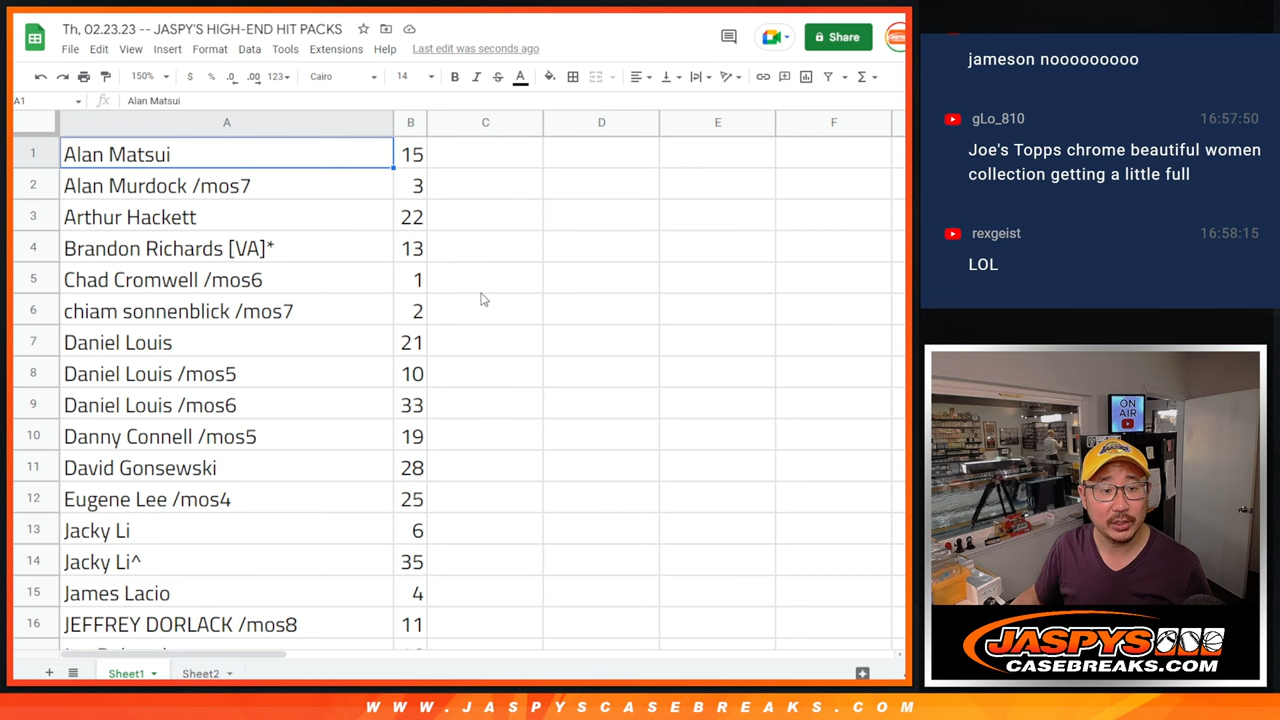 Th, 02.23.23 -- JASPY'S HIGH-END HIT PACKS
File Edit View Insert Format Data Tools Extensions Help Last edit was seconds ago
Share
150% $ % .0 .00 123 Cairo 14
A1 fx Alan Matsui
A B C D E F
1 Alan Matsui 15
2 Alan Murdock /mos7 3
3 Arthur Hackett 22
4 Brandon Richards [VA]* 13
5 Chad Cromwell /mos6 1
6 chiam sonnenblick /mos7 2
7 Daniel Louis 21
8 Daniel Louis /mos5 10
9 Daniel Louis /mos6 33
10 Danny Connell /mos5 19
11 David Gonsewski 28
12 Eugene Lee /mos4 25
13 Jacky Li 6
14 Jacky Li^ 35
15 James Lacio 4
16 JEFFREY DORLACK /mos8 11
Sheet1 Sheet2
jameson nooooooooo
gLo_810 16:57:50
Joe's Topps chrome beautiful women
collection getting a little full
rexgeist 16:58:15
LOL
ON
AIR
JASPYS
CASEBREAKS.COM
WWW.JASPYSCASEBREAKS.COM